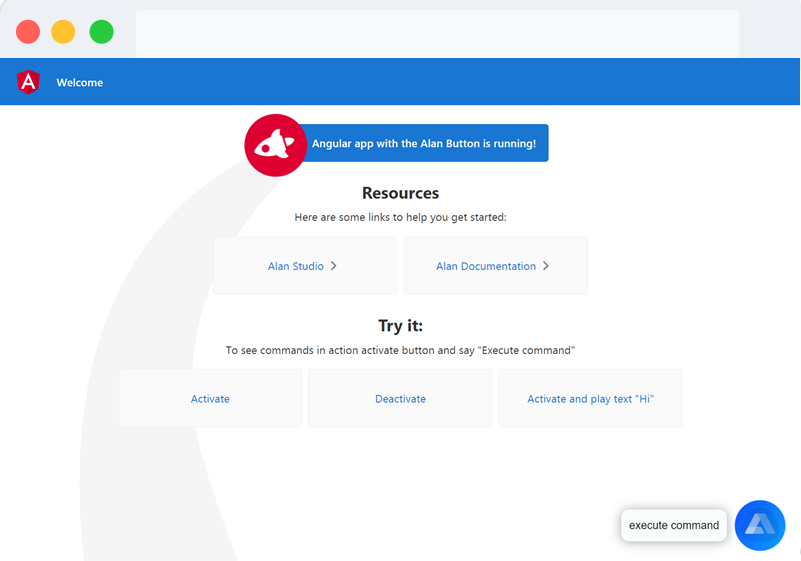 Welcome
Angular app with the Alan Button is running!
Resources
Here are some links to help you get started:
Alan Studio
Alan Documentation
Try it:
To see commands in action activate button and say "Execute command"
Activate
Deactivate
Activate and play text "Hi"
execute command